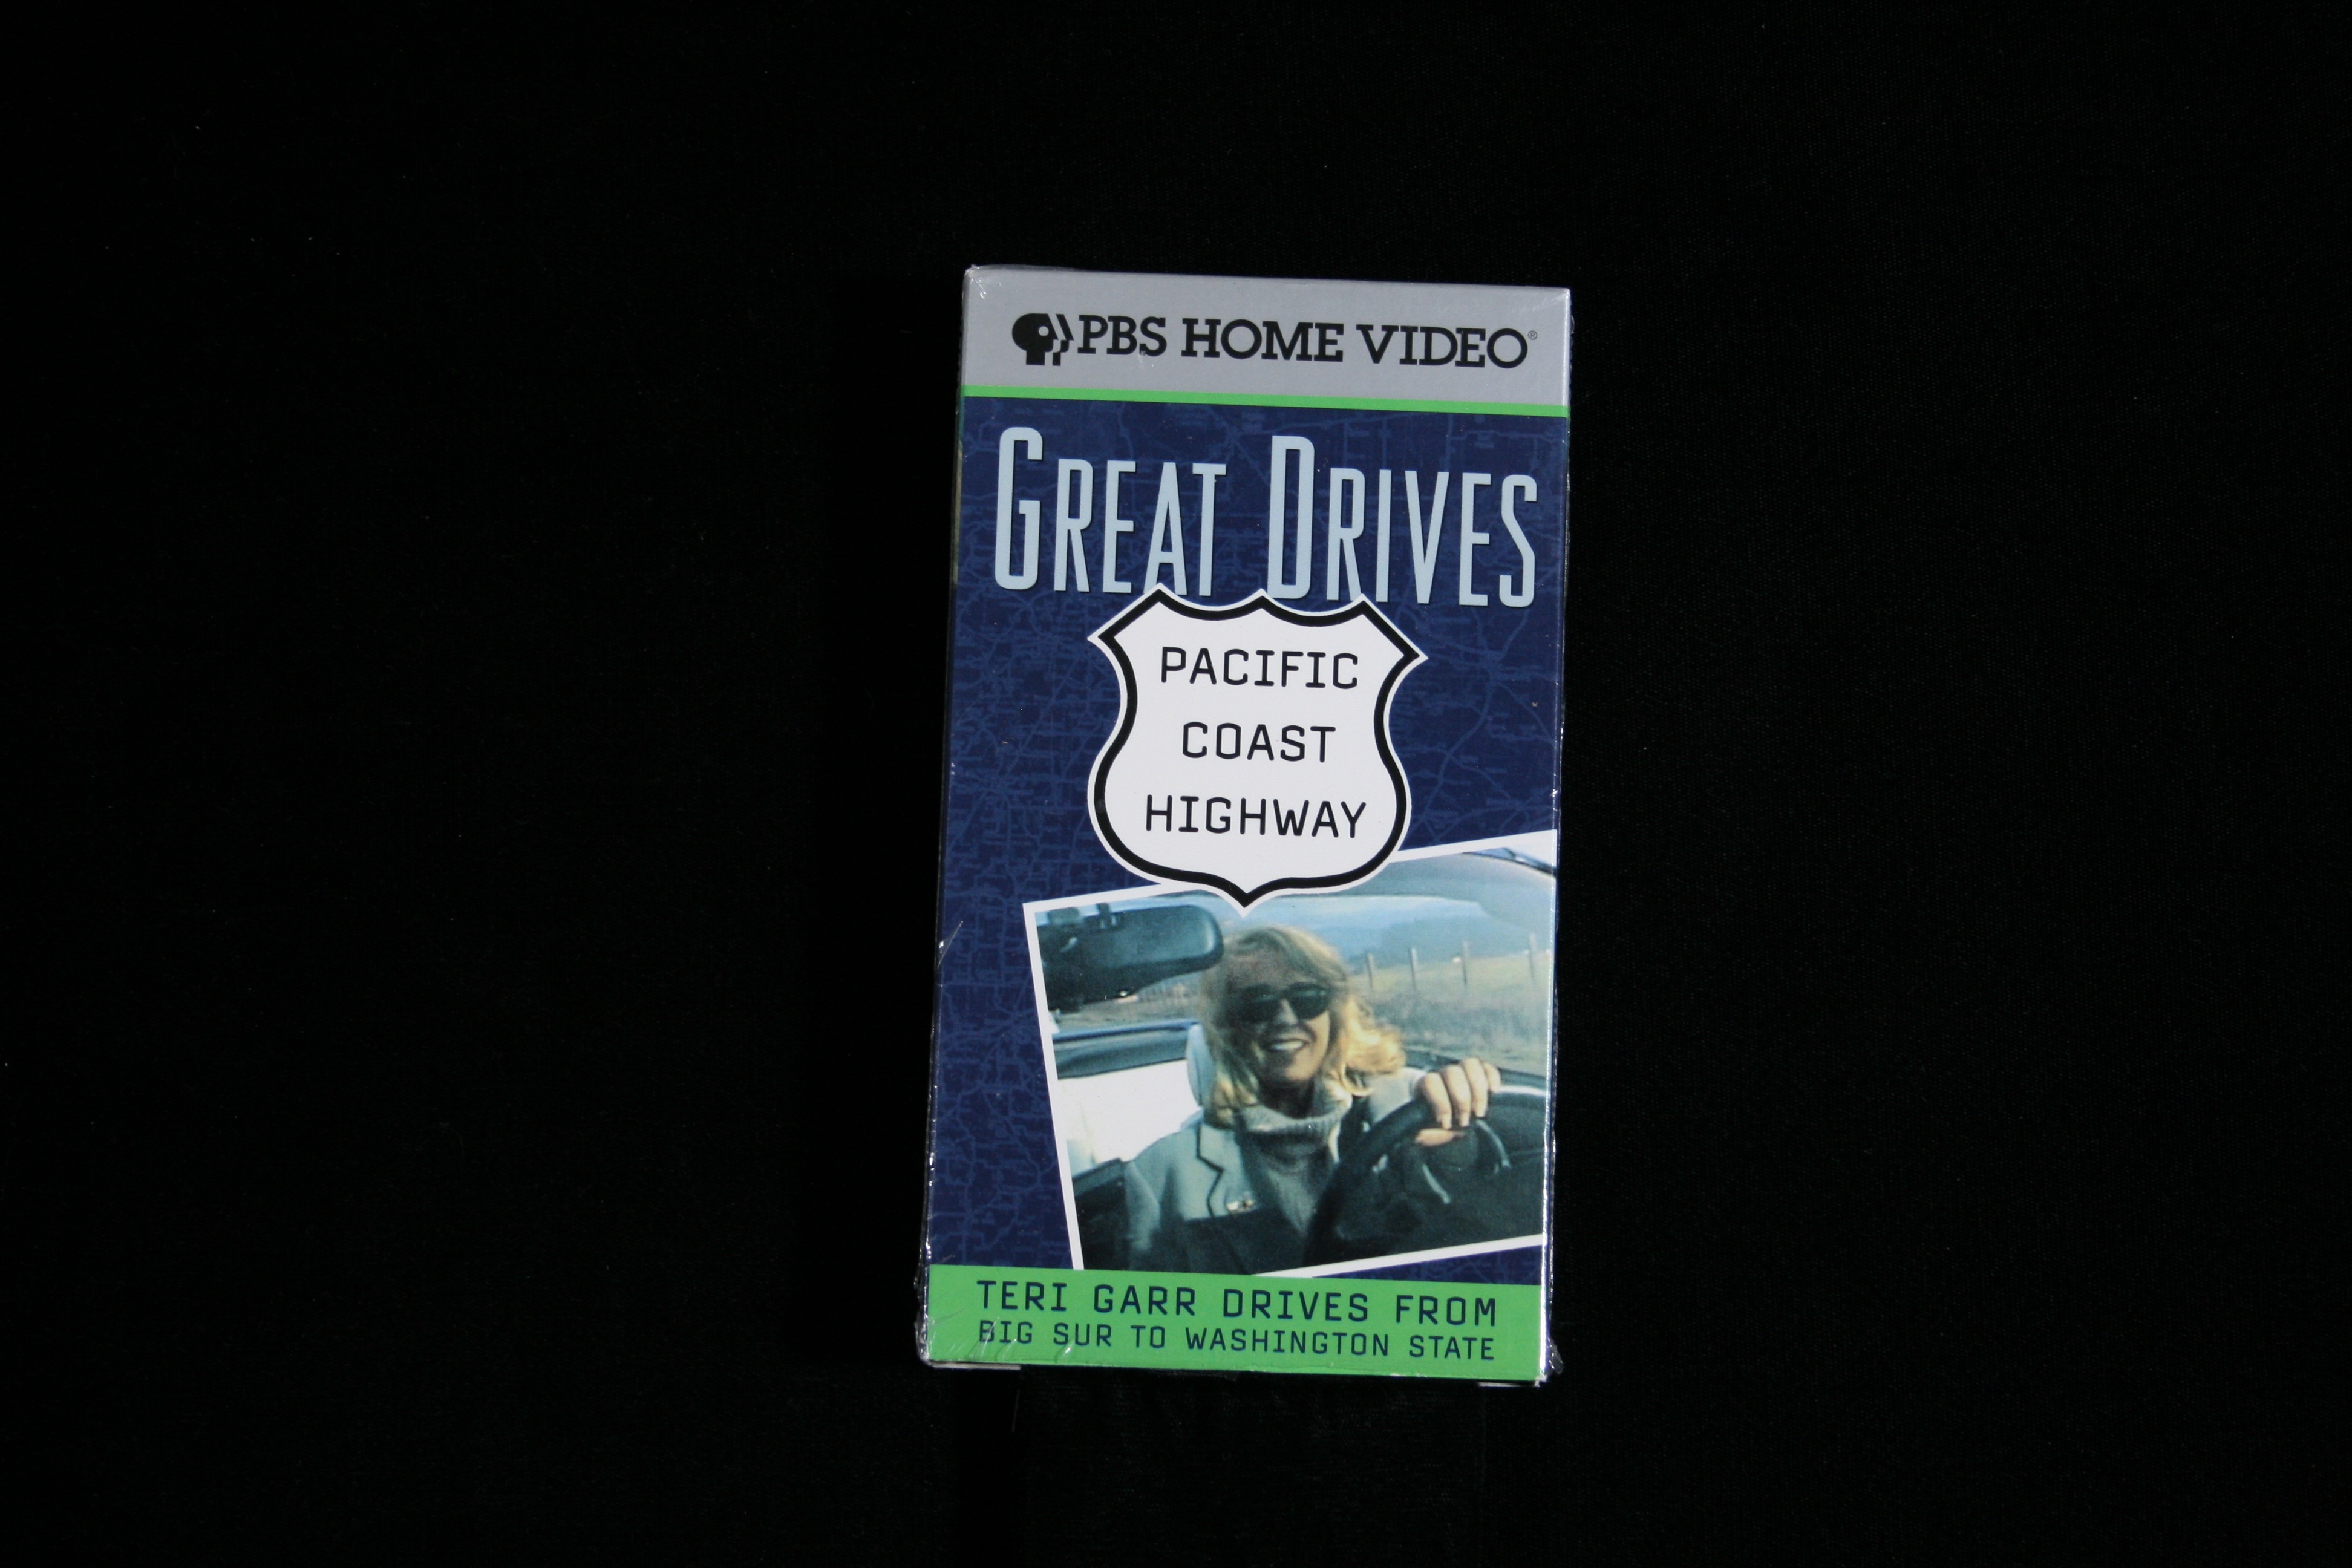 PBS HOME VIDEO®
GREAT DRIVES
PACIFIC
COAST
HIGHWAY
TERI GARR DRIVES FROM
BIG SUR TO WASHINGTON STATE